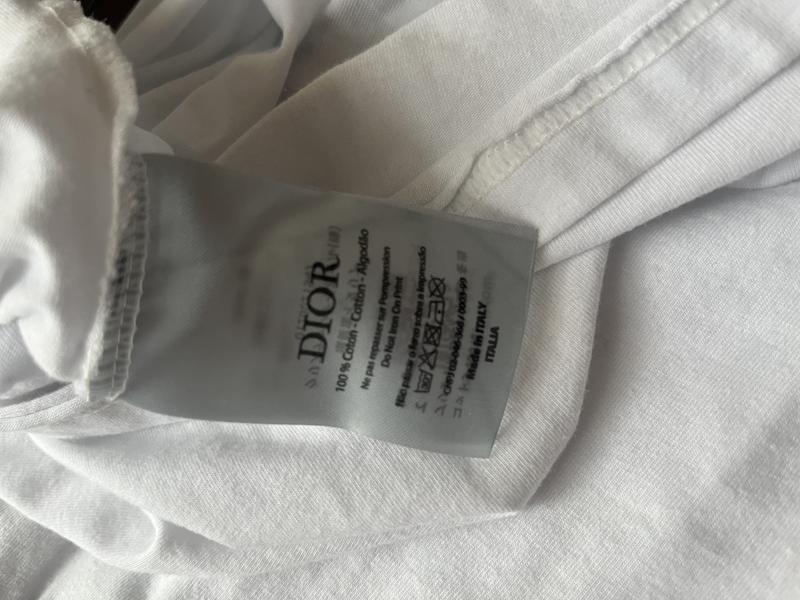 DIOR
100 % Coton - Cotton - Algodão
Ne pas repasser sur l'impression
Do Not Iron On Print
Não passar o ferro sobre a impressão
Made in ITALY
ITALIA